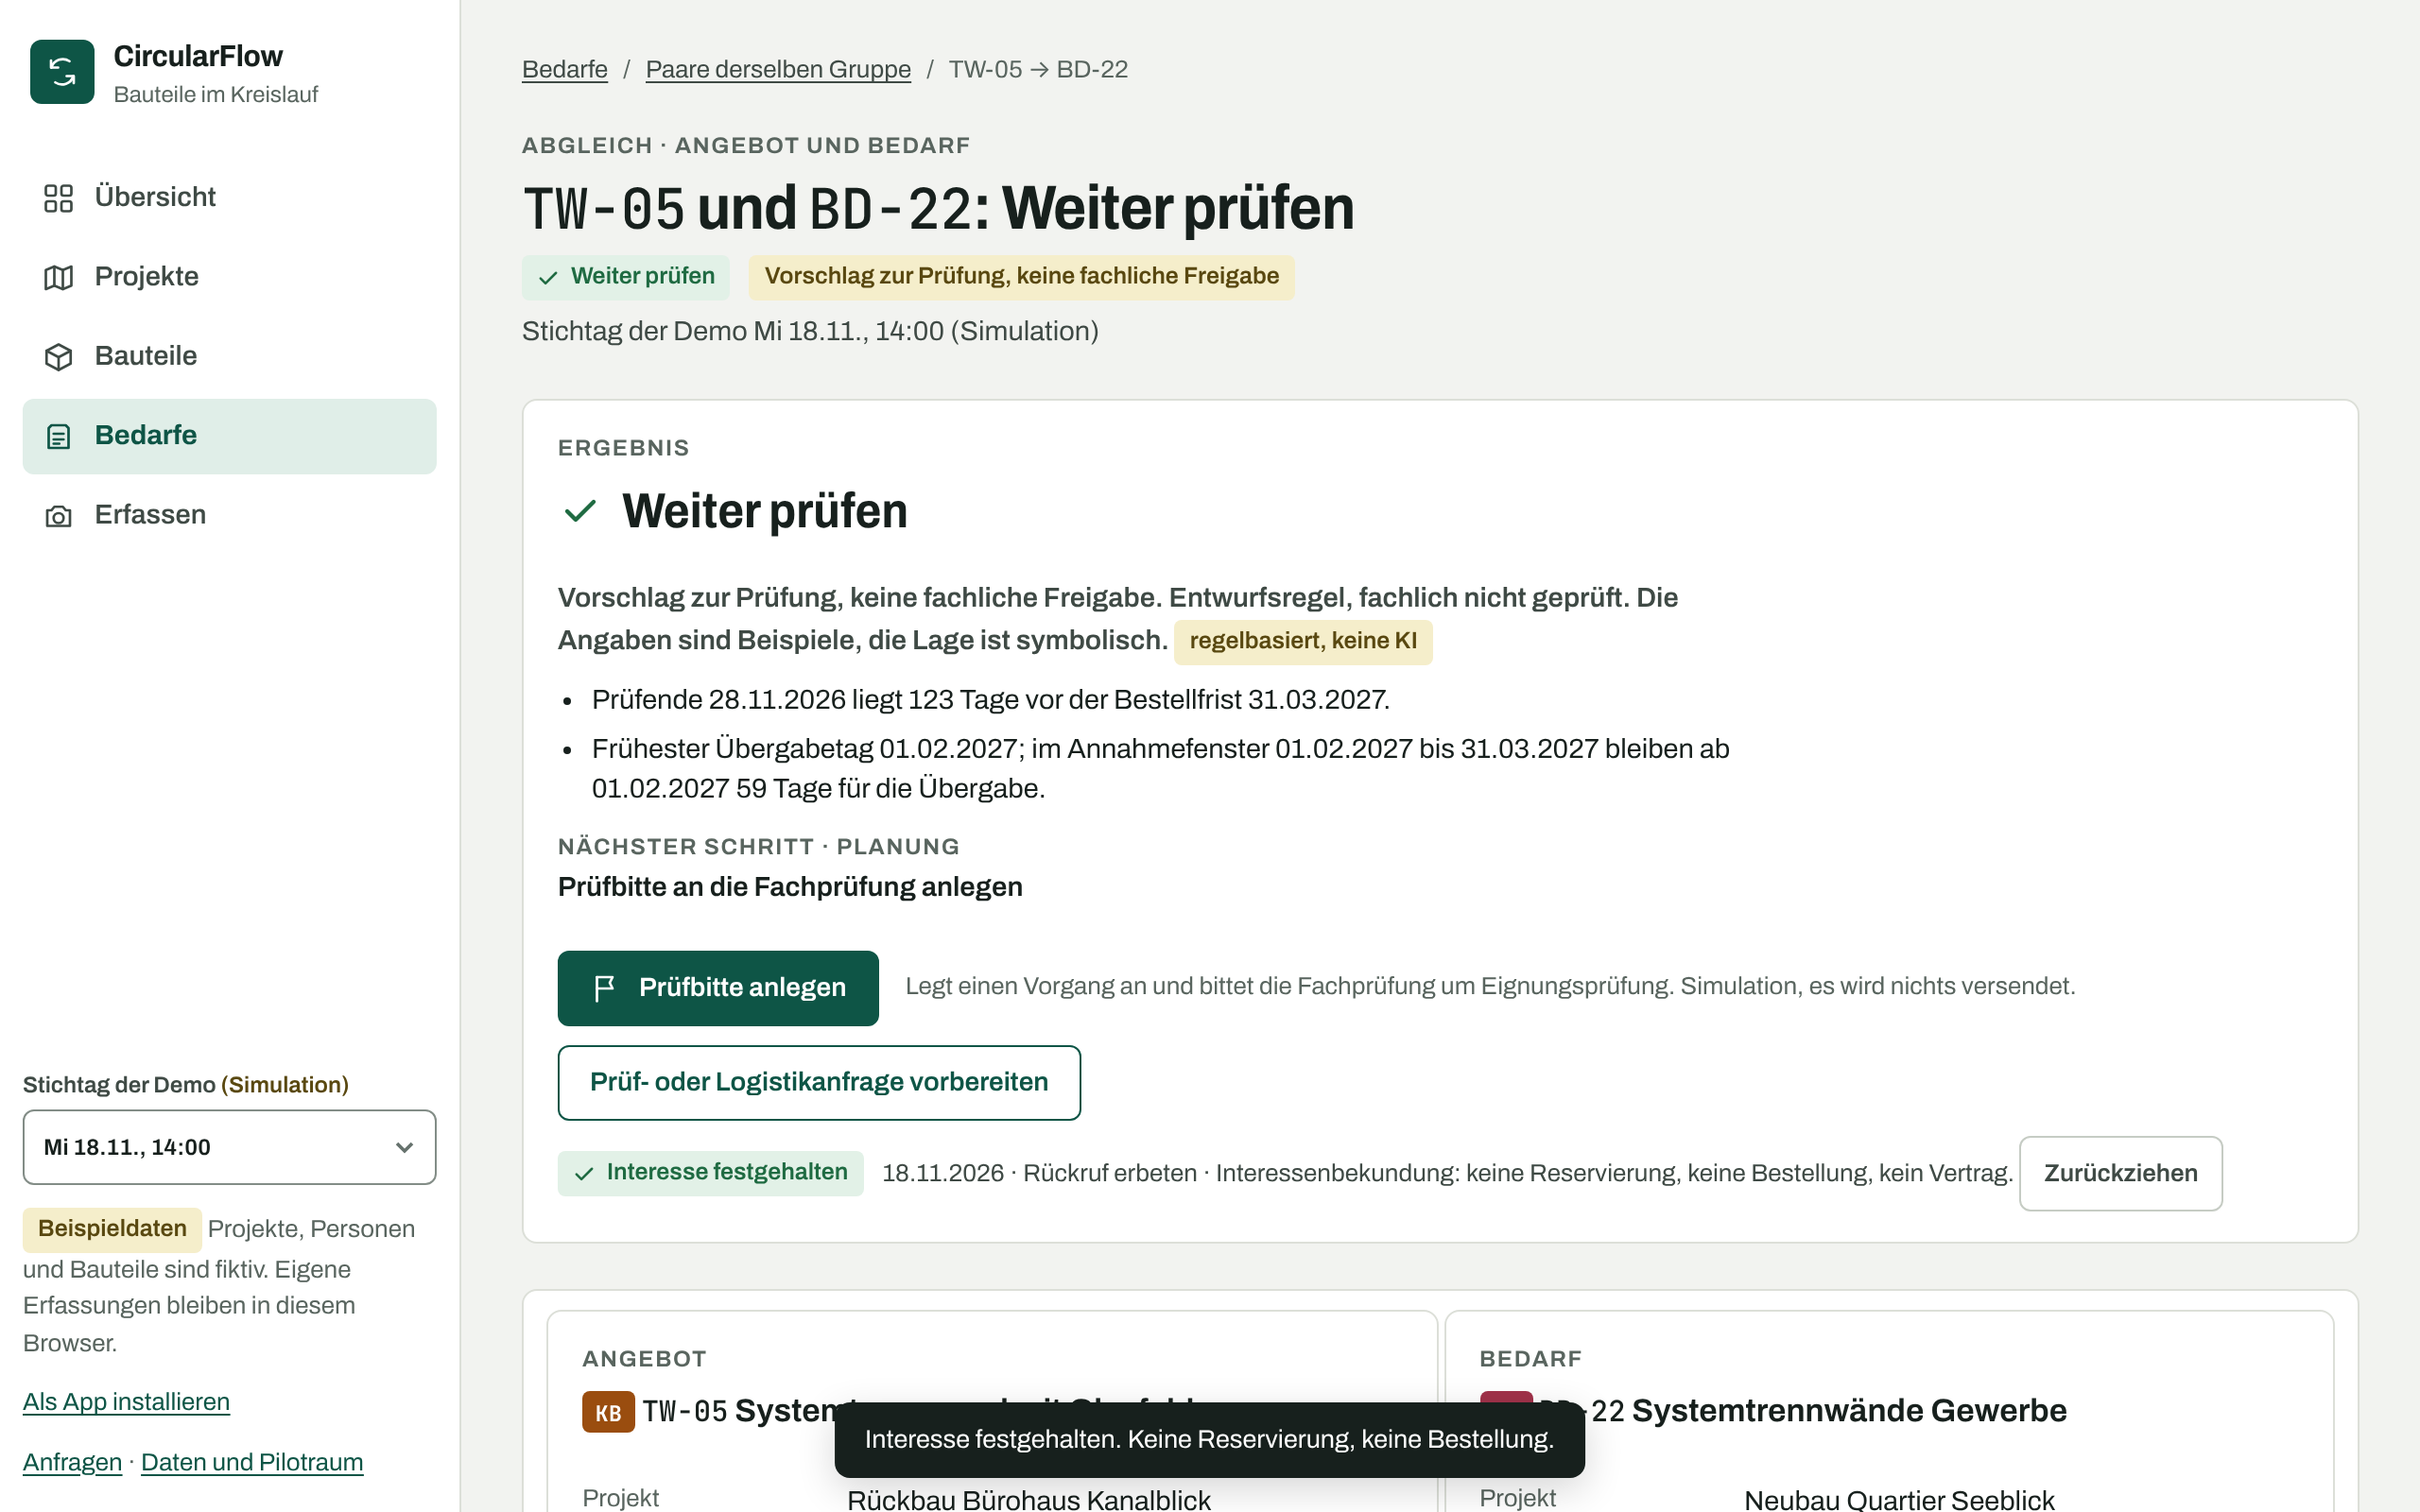 CircularFlow
Bauteile im Kreislauf
Übersicht
Projekte
Bauteile
Bedarfe
Erfassen
Stichtag der Demo (Simulation)
Mi 18.11., 14:00
Beispieldaten Projekte, Personen
und Bauteile sind fiktiv. Eigene
Erfassungen bleiben in diesem
Browser.
Als App installieren
Anfragen · Daten und Pilotraum
Bedarfe / Paare derselben Gruppe / TW-05 → BD-22
ABGLEICH · ANGEBOT UND BEDARF
TW-05 und BD-22: Weiter prüfen
Weiter prüfen Vorschlag zur Prüfung, keine fachliche Freigabe
Stichtag der Demo Mi 18.11., 14:00 (Simulation)
ERGEBNIS
Weiter prüfen
Vorschlag zur Prüfung, keine fachliche Freigabe. Entwurfsregel, fachlich nicht geprüft. Die
Angaben sind Beispiele, die Lage ist symbolisch. regelbasiert, keine KI
• Prüfende 28.11.2026 liegt 123 Tage vor der Bestellfrist 31.03.2027.
• Frühester Übergabetag 01.02.2027; im Annahmefenster 01.02.2027 bis 31.03.2027 bleiben ab
01.02.2027 59 Tage für die Übergabe.
NÄCHSTER SCHRITT · PLANUNG
Prüfbitte an die Fachprüfung anlegen
Prüfbitte anlegen Legt einen Vorgang an und bittet die Fachprüfung um Eignungsprüfung. Simulation, es wird nichts versendet.
Prüf- oder Logistikanfrage vorbereiten
Interesse festgehalten 18.11.2026 · Rückruf erbeten · Interessenbekundung: keine Reservierung, keine Bestellung, kein Vertrag. Zurückziehen
ANGEBOT
KB TW-05
Projekt Rückbau Bürohaus Kanalblick
BEDARF
22 Systemtrennwände Gewerbe
Projekt Neubau Quartier Seeblick
Interesse festgehalten. Keine Reservierung, keine Bestellung.